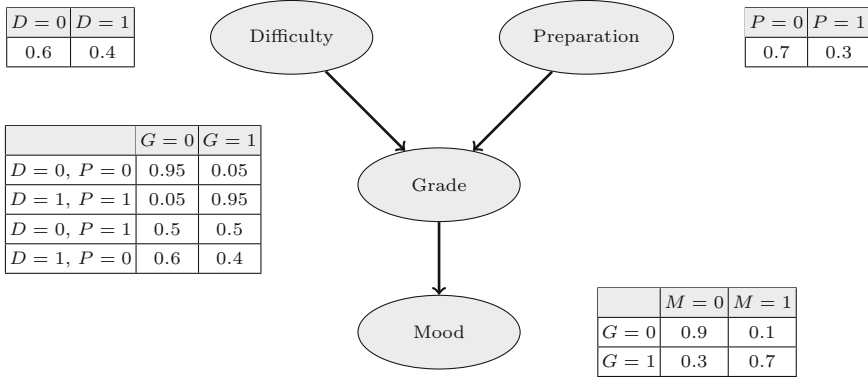 D = 0 D = 1
0.6 0.4
Difficulty
Preparation
P = 0 P = 1
0.7 0.3
G = 0 G = 1
D = 0, P = 0 0.95 0.05
D = 1, P = 1 0.05 0.95
D = 0, P = 1 0.5 0.5
D = 1, P = 0 0.6 0.4
Grade
Mood
M = 0 M = 1
G = 0 0.9 0.1
G = 1 0.3 0.7